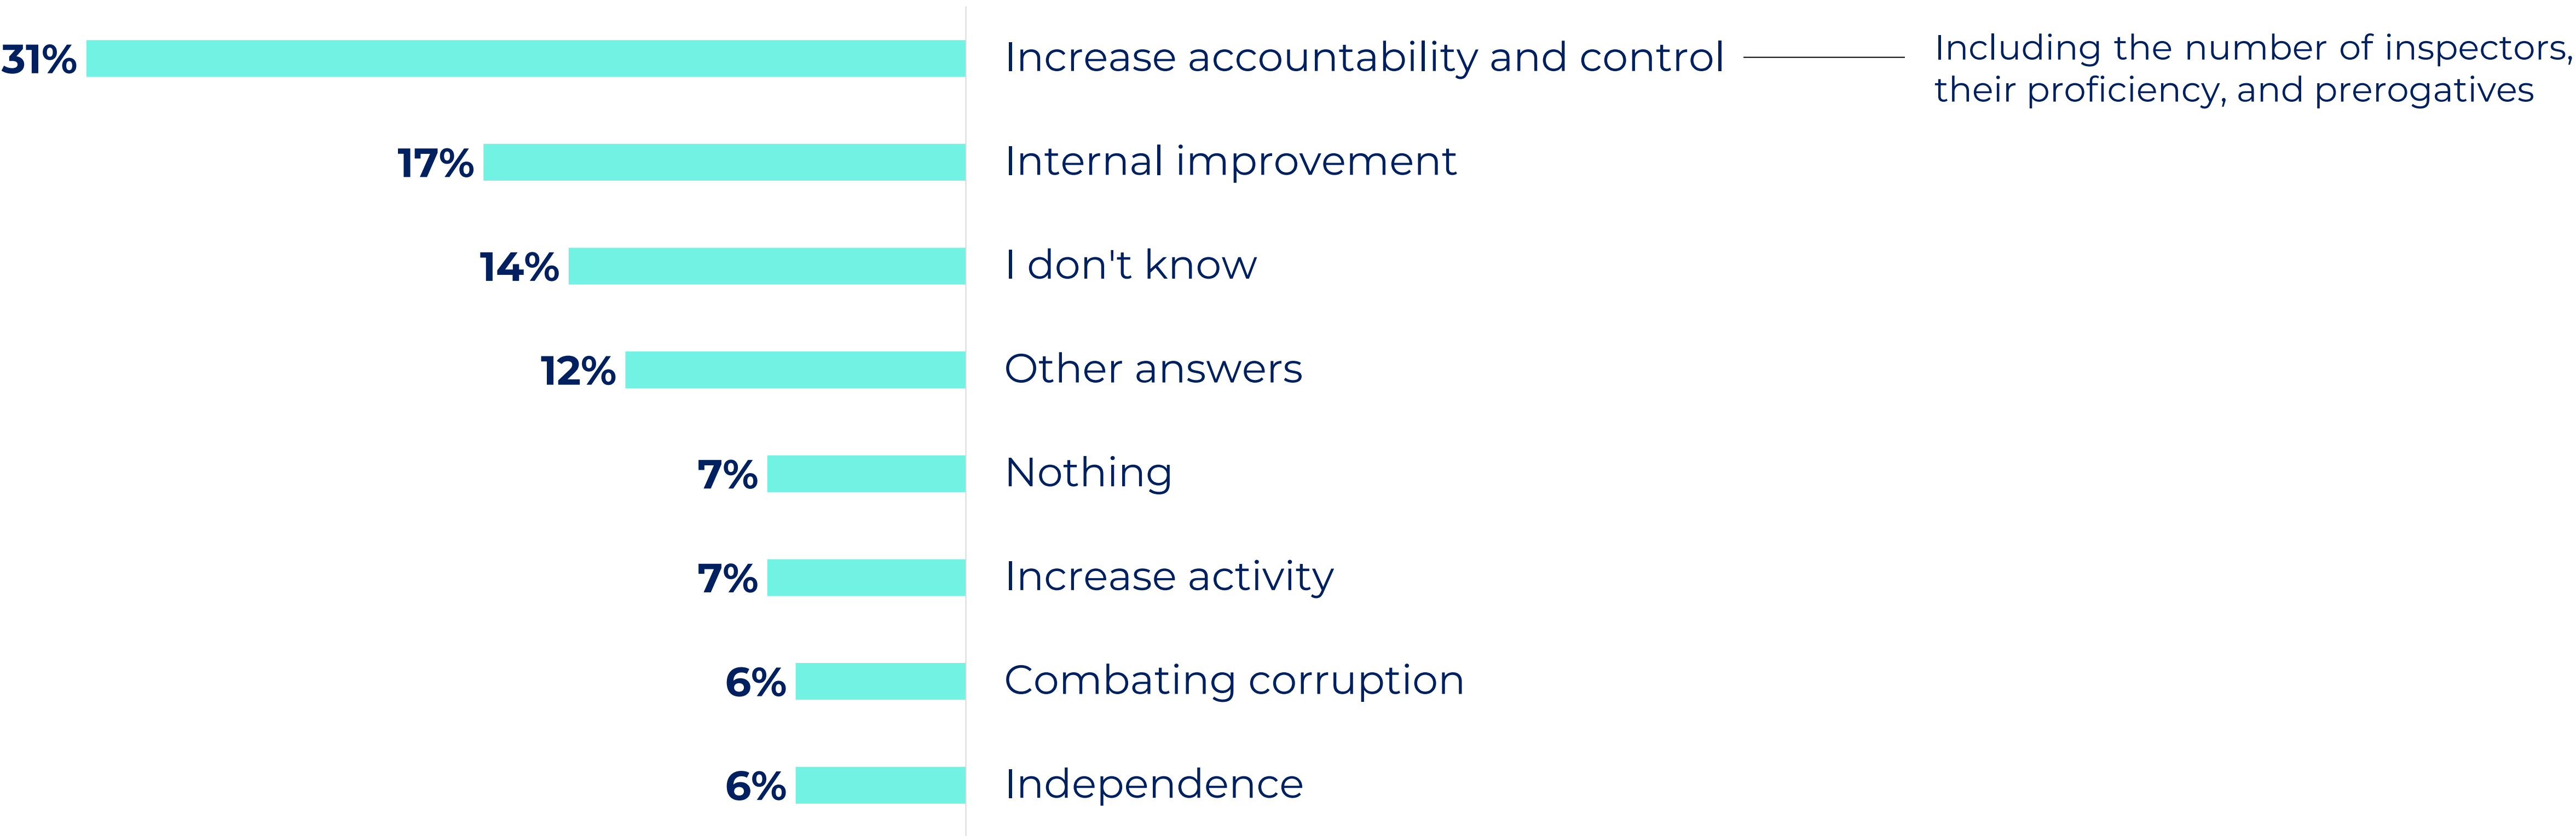 31% Increase accountability and control Including the number of inspectors,
their proficiency, and prerogatives
17% Internal improvement
14% I don't know
12% Other answers
7% Nothing
7% Increase activity
6% Combating corruption
6% Independence